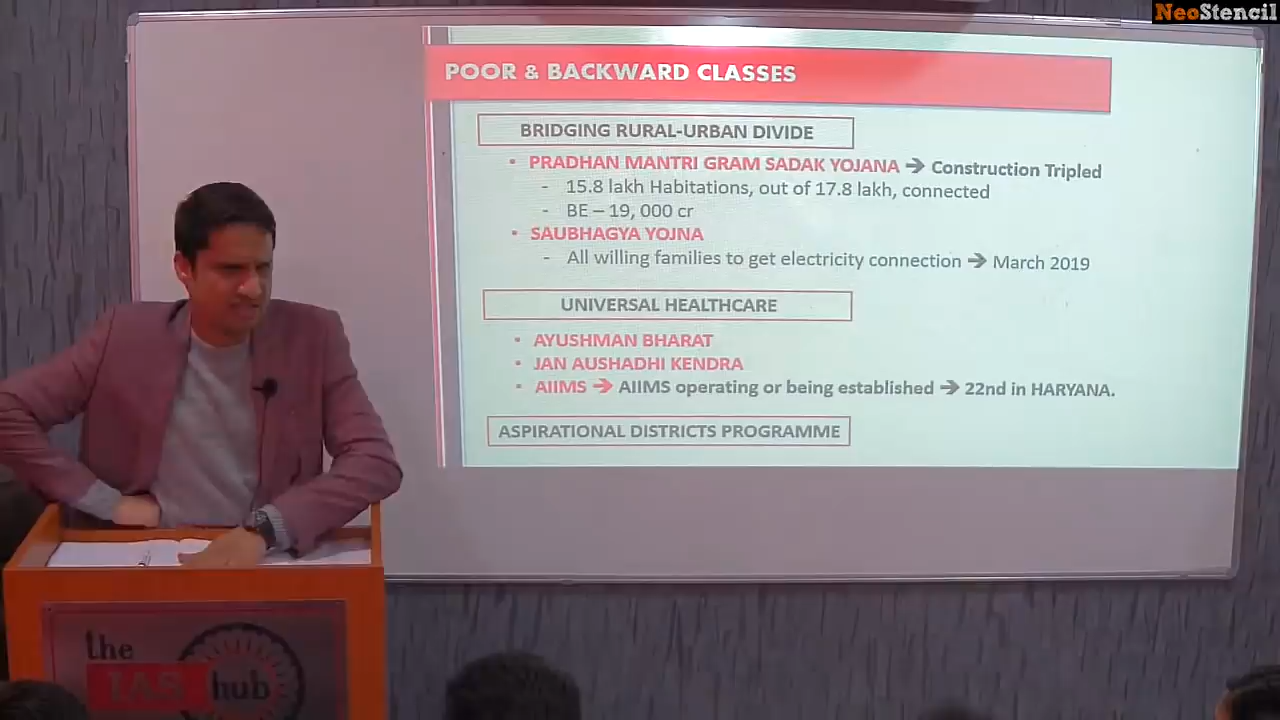 NeoStencil
POOR & BACKWARD CLASSES
BRIDGING RURAL-URBAN DIVIDE
• PRADHAN MANTRI GRAM SADAK YOJANA → Construction Tripled
- 15.8 lakh Habitations, out of 17.8 lakh, connected
- BE – 19, 000 cr
• SAUBHAGYA YOJNA
- All willing families to get electricity connection → March 2019
UNIVERSAL HEALTHCARE
• AYUSHMAN BHARAT
• JAN AUSHADHI KENDRA
• AIIMS → AIIMS operating or being established → 22nd in HARYANA.
ASPIRATIONAL DISTRICTS PROGRAMME
the
IAS hub